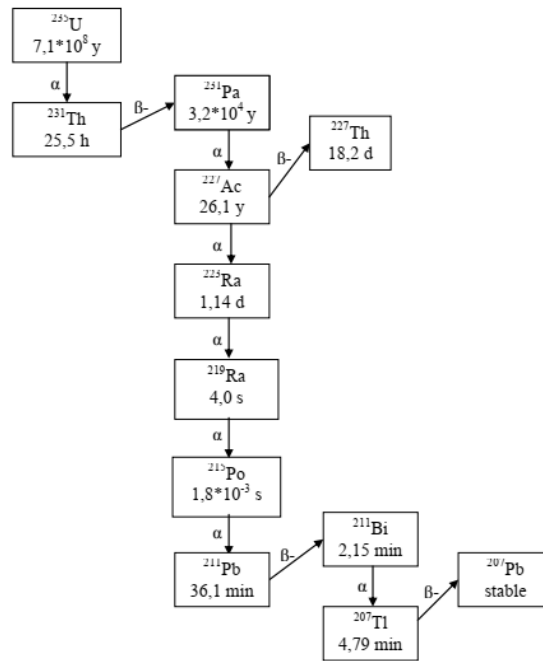 ²³⁵U
7,1*10⁸ y
α
²³¹Th
25,5 h
β-
²³¹Pa
3,2*10⁴ y
α
β-
²²⁷Th
18,2 d
²²⁷Ac
26,1 y
α
²²³Ra
1,14 d
α
²¹⁹Ra
4,0 s
α
²¹⁵Po
1,8*10⁻³ s
α
²¹¹Pb
36,1 min
β-
²¹¹Bi
2,15 min
α
²⁰⁷Tl
4,79 min
β-
²⁰⁷Pb
stable